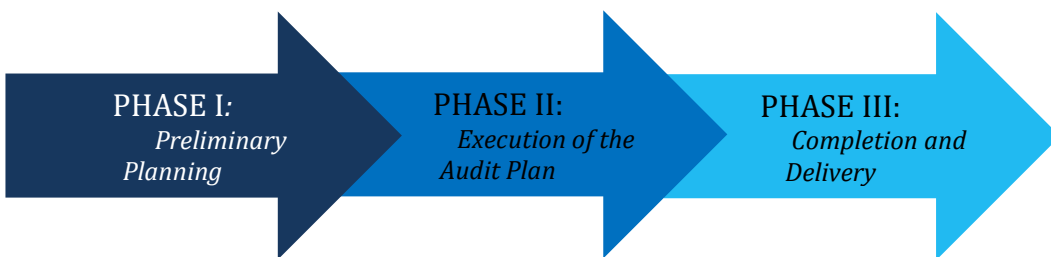 PHASE I:
Preliminary
Planning
PHASE II:
Execution of the
Audit Plan
PHASE III:
Completion and
Delivery